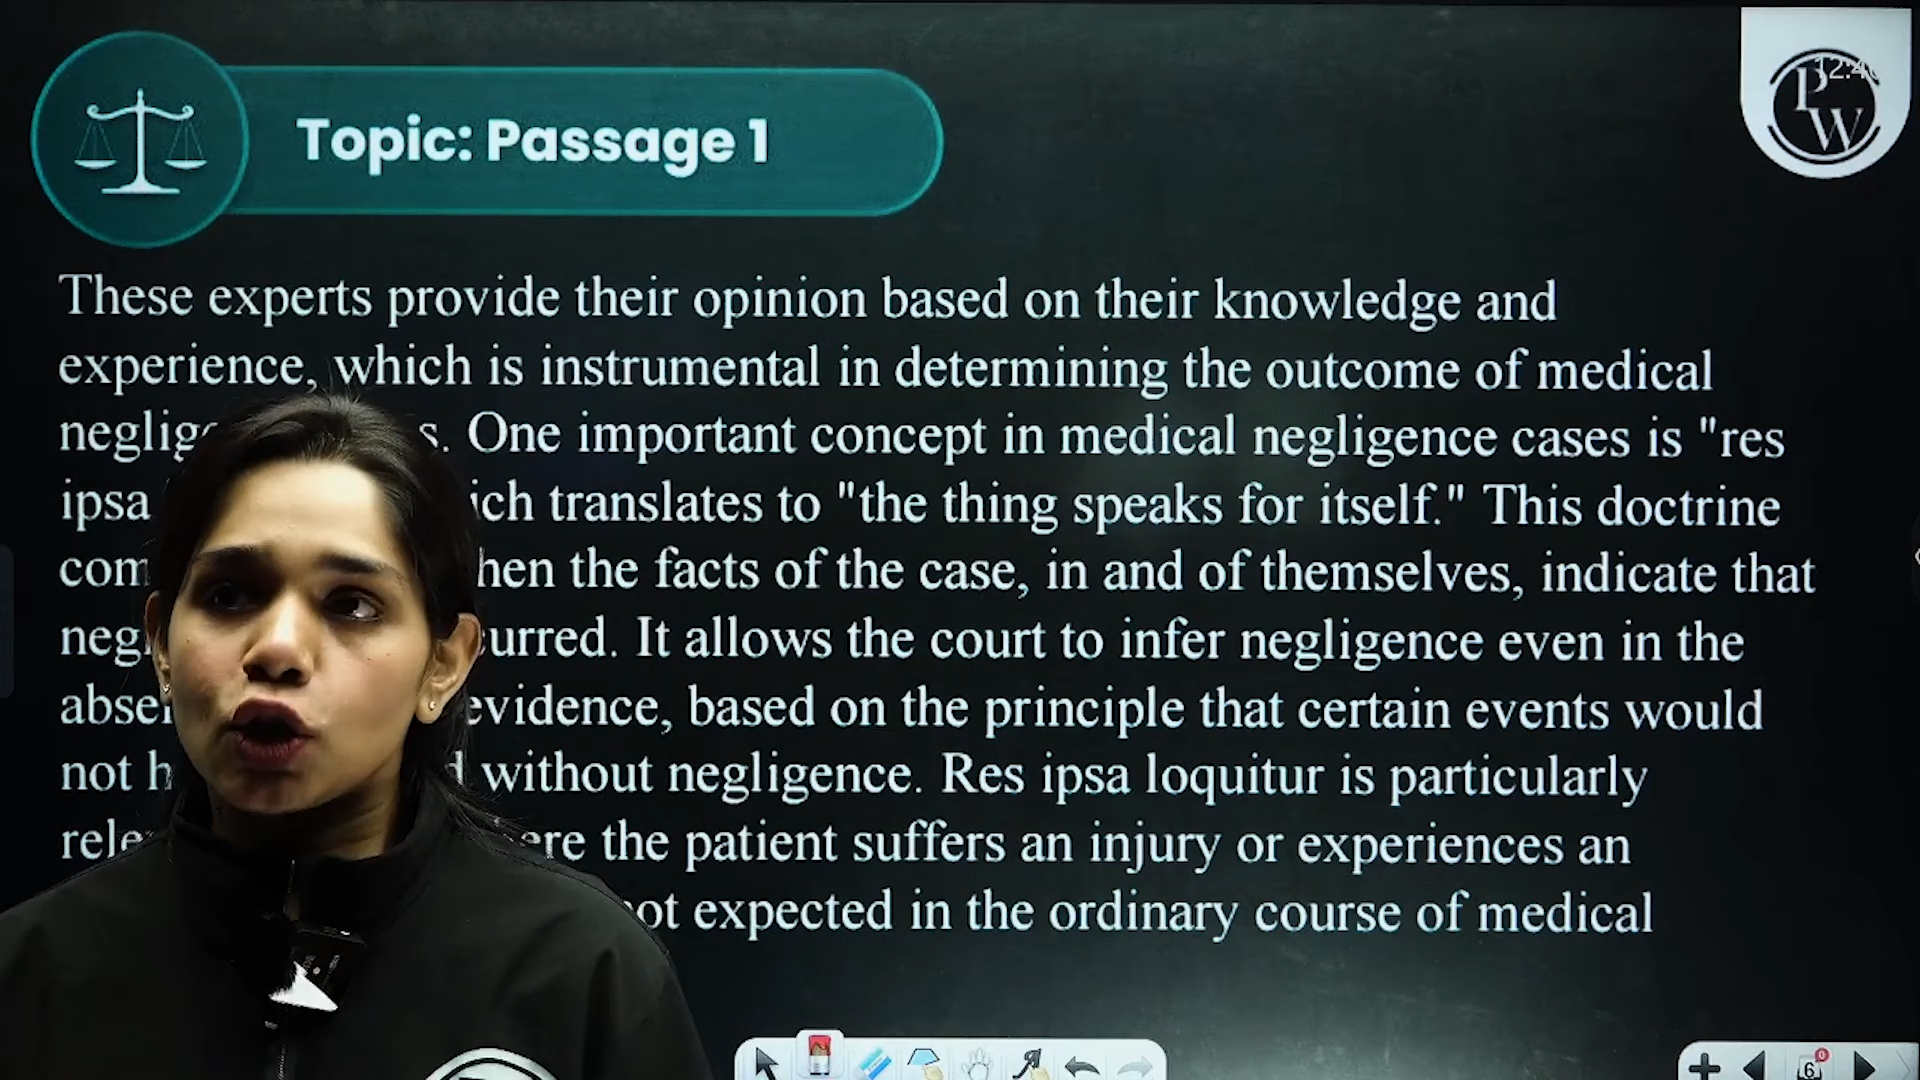 Topic: Passage 1
P
W
These experts provide their opinion based on their knowledge and
experience, which is instrumental in determining the outcome of medical
s. One important concept in medical negligence cases is "res
ipsa translates to "the thing speaks for itself." This doctrine
the facts of the case, in and of themselves, indicate that
It allows the court to infer negligence even in the
evidence, based on the principle that certain events would
not without negligence. Res ipsa loquitur is particularly
the patient suffers an injury or experiences an
expected in the ordinary course of medical
6
0